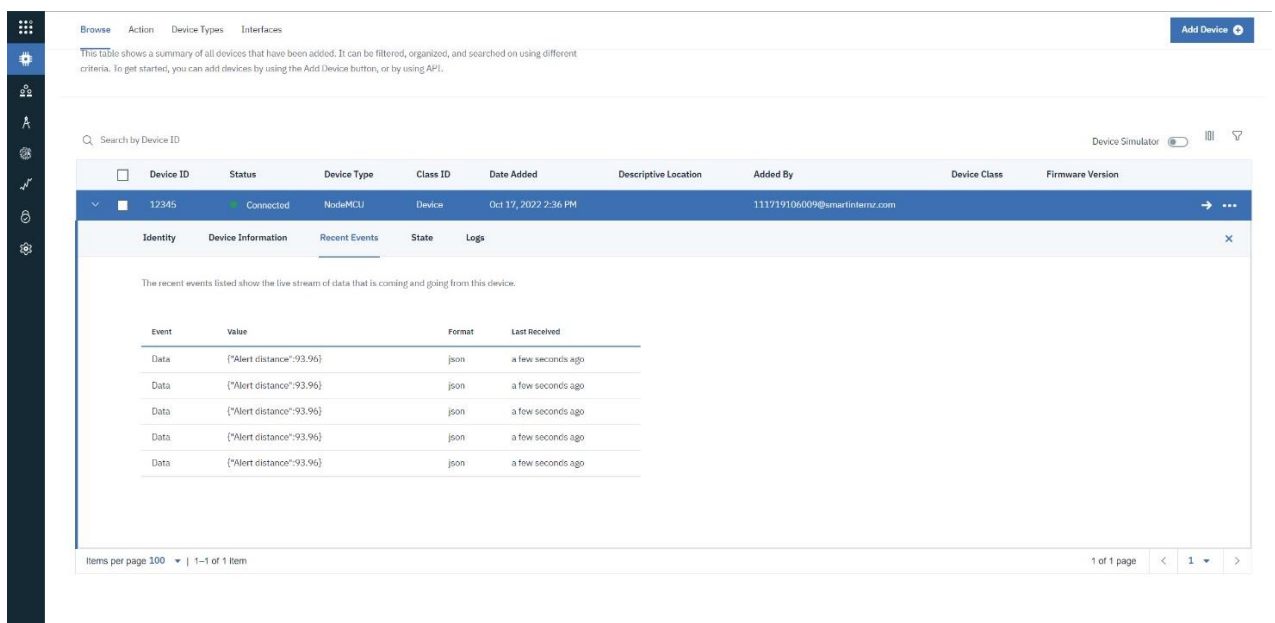 Browse Action Device Types Interfaces
Add Device
This table shows a summary of all devices that have been added. It can be filtered, organized, and searched on using different
criteria. To get started, you can add devices by using the Add Device button, or by using API.
Search by Device ID
Device Simulator
Device ID Status Device Type Class ID Date Added Descriptive Location Added By Device Class Firmware Version
12345 Connected NodeMCU Device Oct 17, 2022 2:36 PM 111719106009@smartinternz.com
Identity Device Information Recent Events State Logs
The recent events listed show the live stream of data that is coming and going from this device.
Event Value Format Last Received
Data {"Alert distance":93.96} json a few seconds ago
Data {"Alert distance":93.96} json a few seconds ago
Data {"Alert distance":93.96} json a few seconds ago
Data {"Alert distance":93.96} json a few seconds ago
Data {"Alert distance":93.96} json a few seconds ago
Items per page 100 | 1–1 of 1 item
1 of 1 page 1